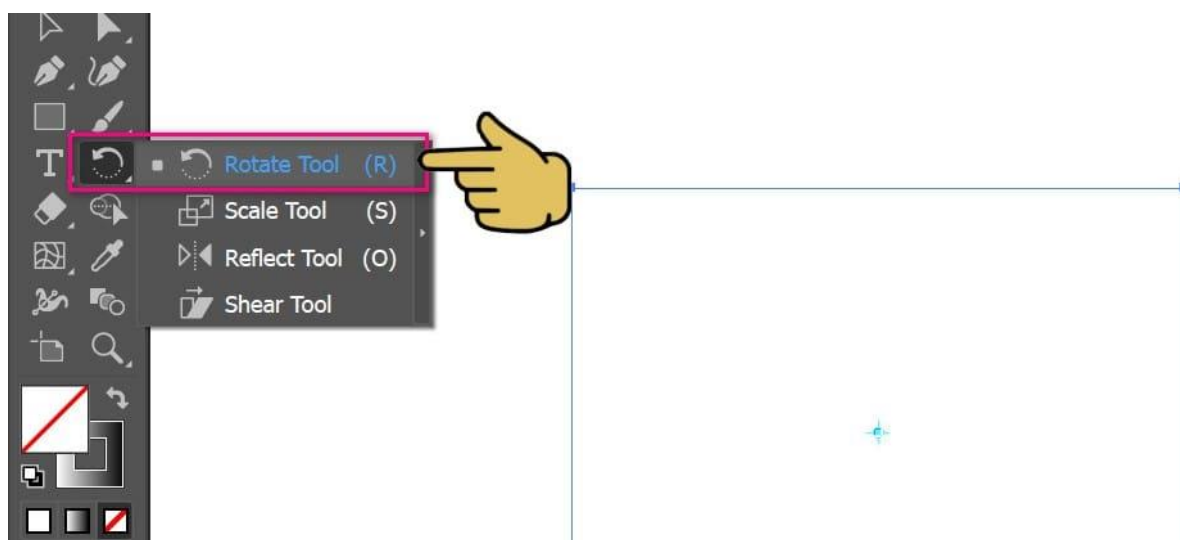 Rotate Tool (R)
Scale Tool (S)
Reflect Tool (O)
Shear Tool